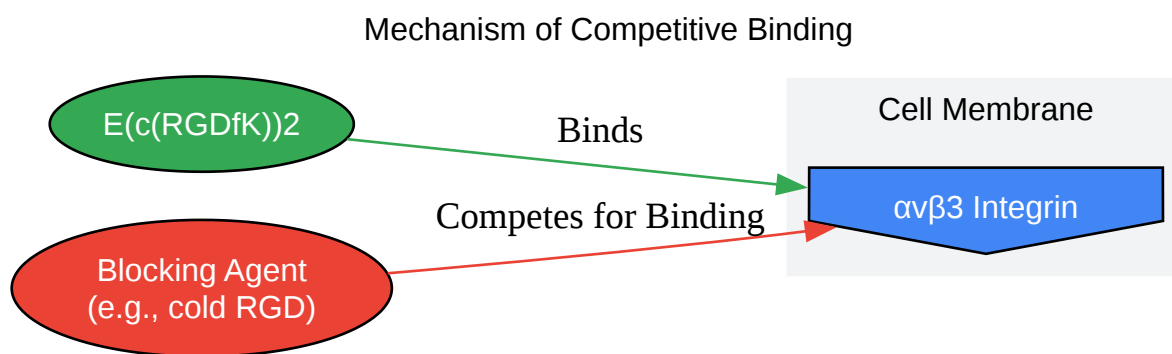 Mechanism of Competitive Binding
E(c(RGDfK))2
Binds
Cell Membrane
αvβ3 Integrin
Competes for Binding
Blocking Agent
(e.g., cold RGD)